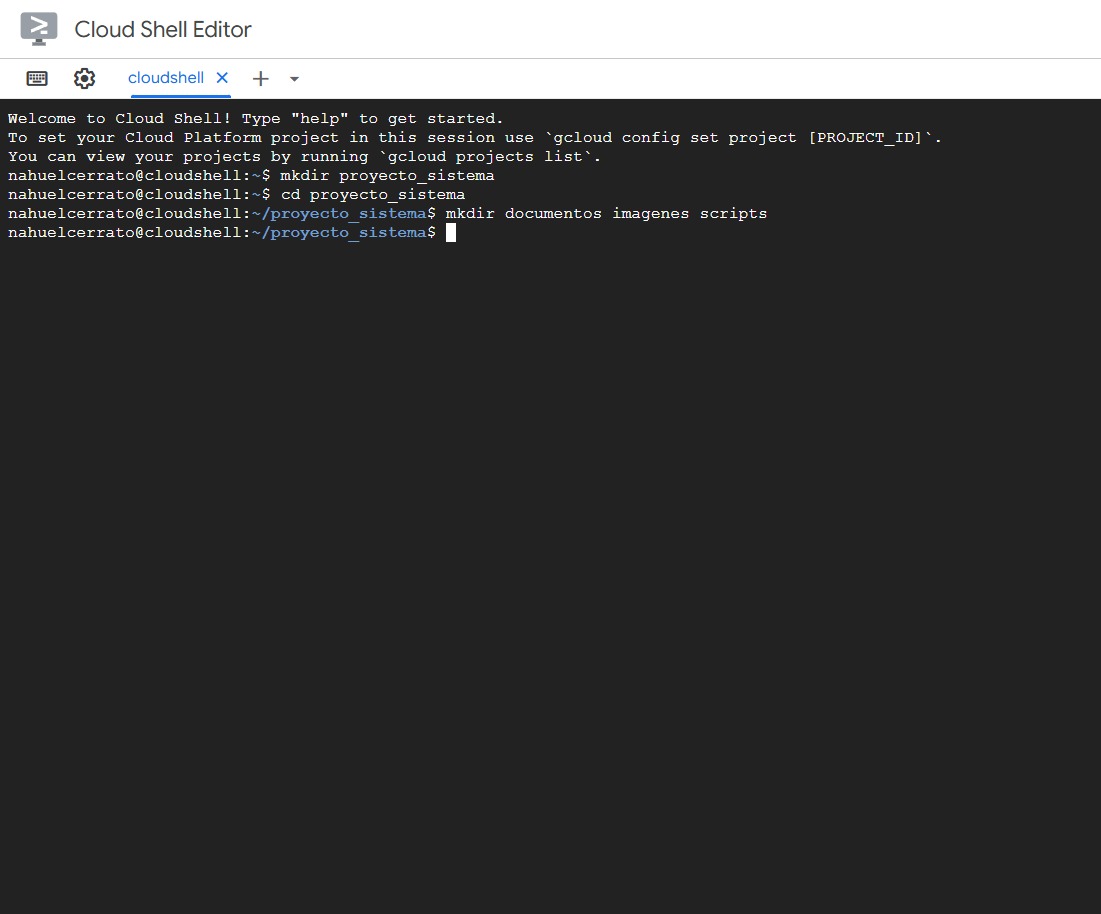 Cloud Shell Editor
cloudshell
Welcome to Cloud Shell! Type "help" to get started.
To set your Cloud Platform project in this session use `gcloud config set project [PROJECT_ID]`.
You can view your projects by running `gcloud projects list`.
nahuelcerrato@cloudshell:~$ mkdir proyecto_sistema
nahuelcerrato@cloudshell:~$ cd proyecto_sistema
nahuelcerrato@cloudshell:~/proyecto_sistema$ mkdir documentos imagenes scripts
nahuelcerrato@cloudshell:~/proyecto_sistema$